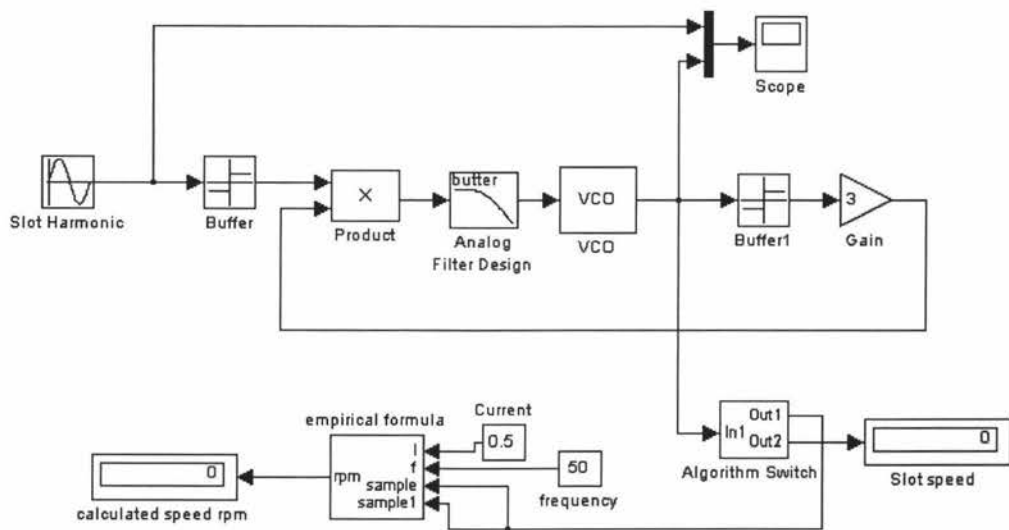 Scope
Slot Harmonic
Buffer
X
Product
butter
Analog
Filter Design
VCO
VCO
Buffer1
3
Gain
empirical formula
Current
0.5
I
f
sample
sample1
rpm
50
frequency
0
calculated speed rpm
In1
Out1
Out2
Algorithm Switch
0
Slot speed